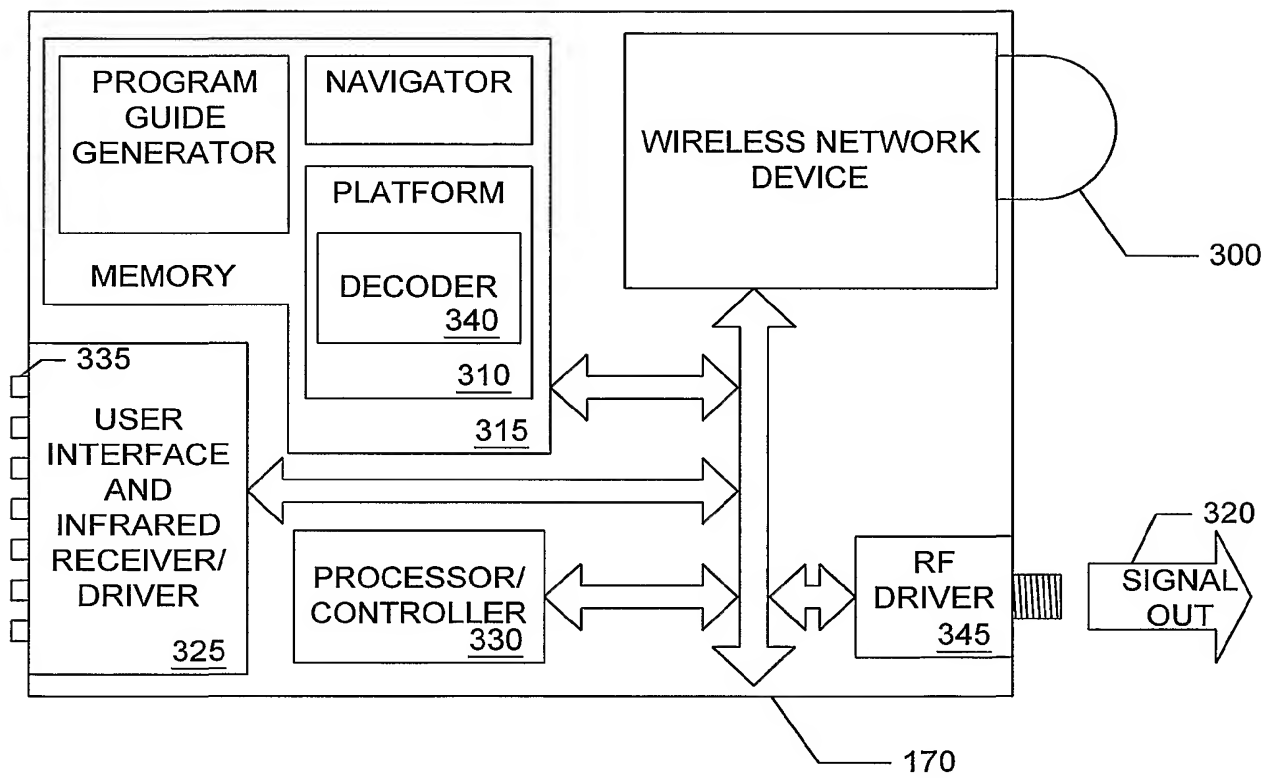 PROGRAM
GUIDE
GENERATOR
NAVIGATOR
PLATFORM
DECODER
340
310
MEMORY
315
WIRELESS NETWORK
DEVICE
300
335
USER
INTERFACE
AND
INFRARED
RECEIVER/
DRIVER
325
PROCESSOR/
CONTROLLER
330
RF
DRIVER
345
320
SIGNAL
OUT
170